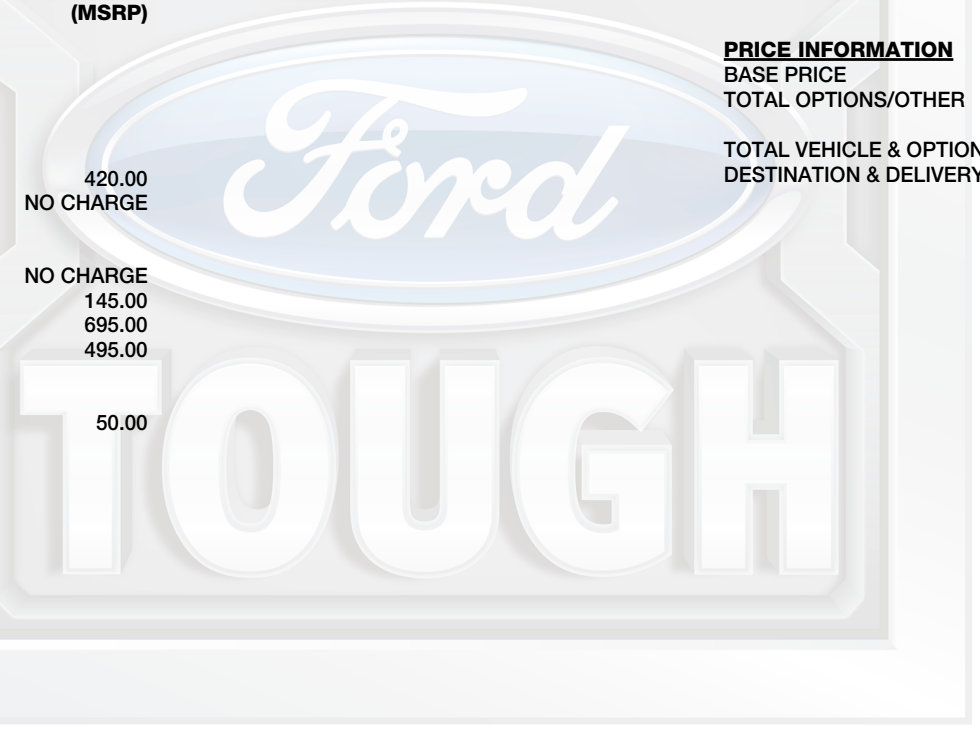 (MSRP)
420.00
NO CHARGE
NO CHARGE
145.00
695.00
495.00
50.00
PRICE INFORMATION
BASE PRICE
TOTAL OPTIONS/OTHER
TOTAL VEHICLE & OPTION
DESTINATION & DELIVERY
Ford
TOUGH